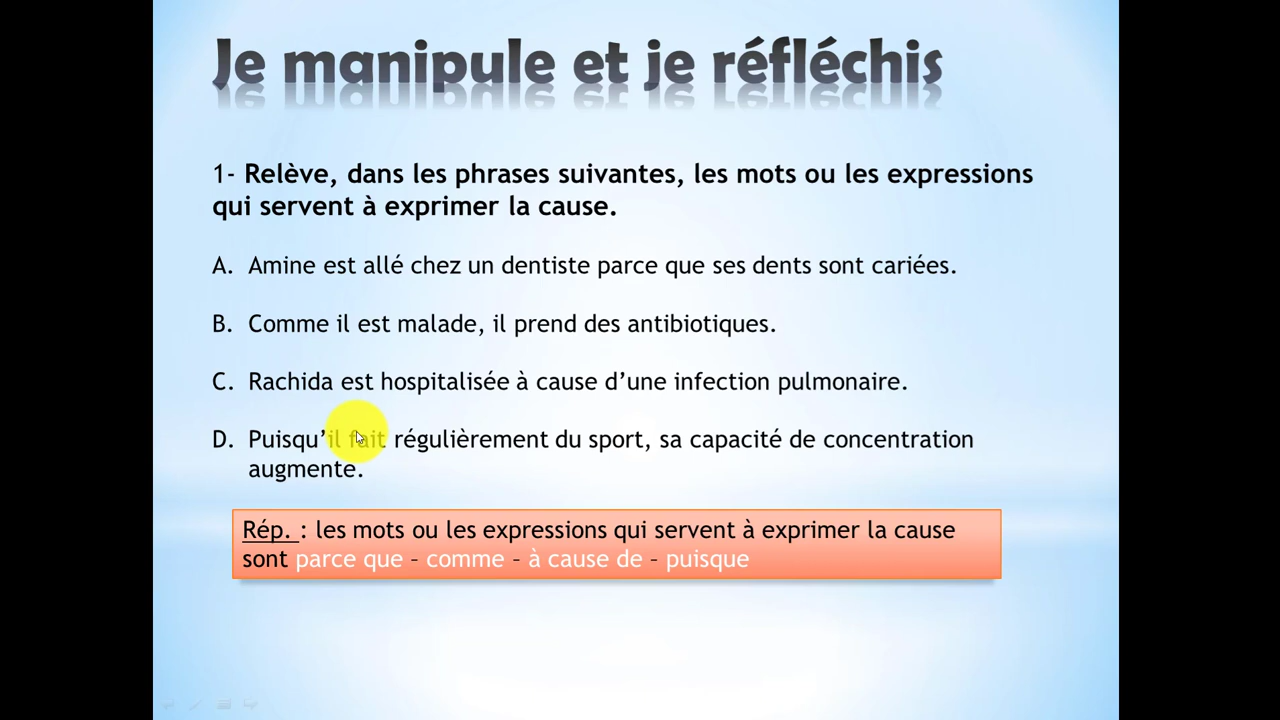 Je manipule et je réfléchis
1- Relève, dans les phrases suivantes, les mots ou les expressions
qui servent à exprimer la cause.
A. Amine est allé chez un dentiste parce que ses dents sont cariées.
B. Comme il est malade, il prend des antibiotiques.
C. Rachida est hospitalisée à cause d’une infection pulmonaire.
D. Puisqu’il fait régulièrement du sport, sa capacité de concentration
augmente.
Rép. : les mots ou les expressions qui servent à exprimer la cause
sont parce que – comme – à cause de – puisque